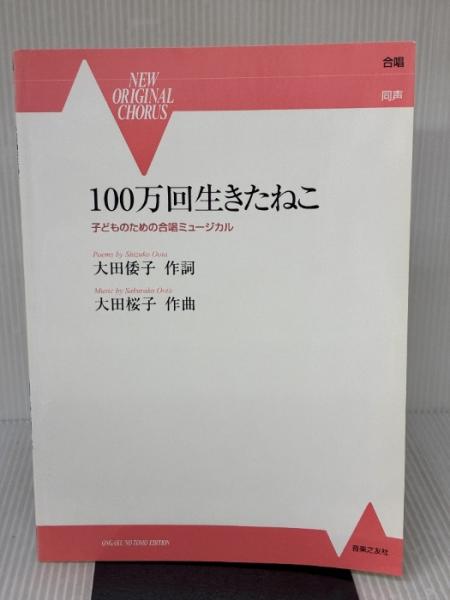 合唱
NEW
ORIGINAL
CHORUS
同声
100万回生きたねこ
子どものための合唱ミュージカル
Poems by Shizuko Oota
大田倭子 作詞
Music by Sakurako Oota
大田桜子 作曲
ONGAKU NO TOMO EDITION
音楽之友社